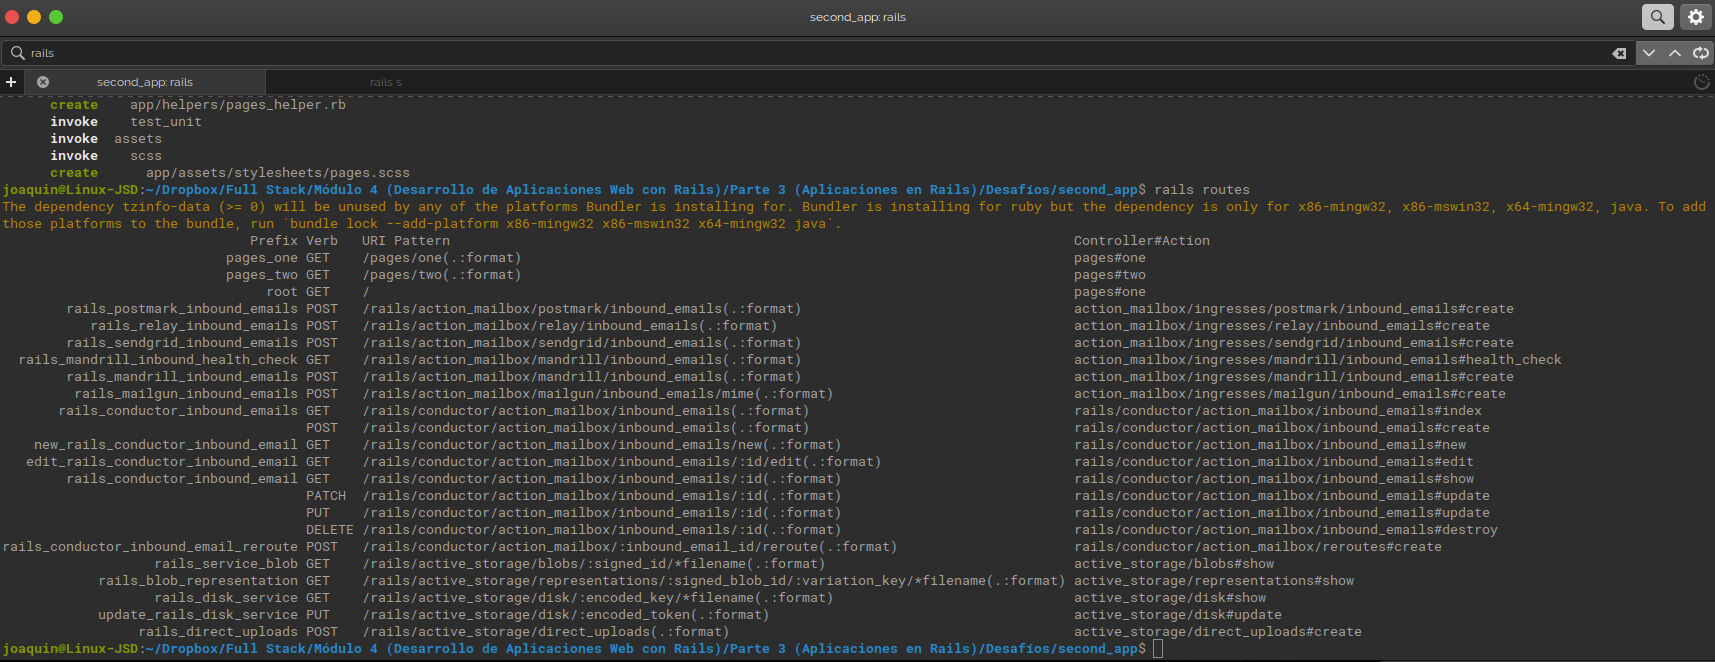 second_app: rails
rails
second_app: rails
rails s
create app/helpers/pages_helper.rb
invoke test_unit
invoke assets
invoke scss
create app/assets/stylesheets/pages.scss
joaquin@Linux-JSD:~/Dropbox/Full Stack/Módulo 4 (Desarrollo de Aplicaciones Web con Rails)/Parte 3 (Aplicaciones en Rails)/Desafíos/second_app$ rails routes
The dependency tzinfo-data (>= 0) will be unused by any of the platforms Bundler is installing for. Bundler is installing for ruby but the dependency is only for x86-mingw32, x86-mswin32, x64-mingw32, java. To add
those platforms to the bundle, run `bundle lock --add-platform x86-mingw32 x86-mswin32 x64-mingw32 java`.
Prefix Verb URI Pattern Controller#Action
pages_one GET /pages/one(.:format) pages#one
pages_two GET /pages/two(.:format) pages#two
root GET / pages#one
rails_postmark_inbound_emails POST /rails/action_mailbox/postmark/inbound_emails(.:format) action_mailbox/ingresses/postmark/inbound_emails#create
rails_relay_inbound_emails POST /rails/action_mailbox/relay/inbound_emails(.:format) action_mailbox/ingresses/relay/inbound_emails#create
rails_sendgrid_inbound_emails POST /rails/action_mailbox/sendgrid/inbound_emails(.:format) action_mailbox/ingresses/sendgrid/inbound_emails#create
rails_mandrill_inbound_health_check GET /rails/action_mailbox/mandrill/inbound_emails(.:format) action_mailbox/ingresses/mandrill/inbound_emails#health_check
rails_mandrill_inbound_emails POST /rails/action_mailbox/mandrill/inbound_emails(.:format) action_mailbox/ingresses/mandrill/inbound_emails#create
rails_mailgun_inbound_emails POST /rails/action_mailbox/mailgun/inbound_emails/mime(.:format) action_mailbox/ingresses/mailgun/inbound_emails#create
rails_conductor_inbound_emails GET /rails/conductor/action_mailbox/inbound_emails(.:format) rails/conductor/action_mailbox/inbound_emails#index
POST /rails/conductor/action_mailbox/inbound_emails(.:format) rails/conductor/action_mailbox/inbound_emails#create
new_rails_conductor_inbound_email GET /rails/conductor/action_mailbox/inbound_emails/new(.:format) rails/conductor/action_mailbox/inbound_emails#new
edit_rails_conductor_inbound_email GET /rails/conductor/action_mailbox/inbound_emails/:id/edit(.:format) rails/conductor/action_mailbox/inbound_emails#edit
rails_conductor_inbound_email GET /rails/conductor/action_mailbox/inbound_emails/:id(.:format) rails/conductor/action_mailbox/inbound_emails#show
PATCH /rails/conductor/action_mailbox/inbound_emails/:id(.:format) rails/conductor/action_mailbox/inbound_emails#update
PUT /rails/conductor/action_mailbox/inbound_emails/:id(.:format) rails/conductor/action_mailbox/inbound_emails#update
DELETE /rails/conductor/action_mailbox/inbound_emails/:id(.:format) rails/conductor/action_mailbox/inbound_emails#destroy
rails_conductor_inbound_email_reroute POST /rails/conductor/action_mailbox/:inbound_email_id/reroute(.:format) rails/conductor/action_mailbox/reroutes#create
rails_service_blob GET /rails/active_storage/blobs/:signed_id/*filename(.:format) active_storage/blobs#show
rails_blob_representation GET /rails/active_storage/representations/:signed_blob_id/:variation_key/*filename(.:format) active_storage/representations#show
rails_disk_service GET /rails/active_storage/disk/:encoded_key/*filename(.:format) active_storage/disk#show
update_rails_disk_service PUT /rails/active_storage/disk/:encoded_token(.:format) active_storage/disk#update
rails_direct_uploads POST /rails/active_storage/direct_uploads(.:format) active_storage/direct_uploads#create
joaquin@Linux-JSD:~/Dropbox/Full Stack/Módulo 4 (Desarrollo de Aplicaciones Web con Rails)/Parte 3 (Aplicaciones en Rails)/Desafíos/second_app$